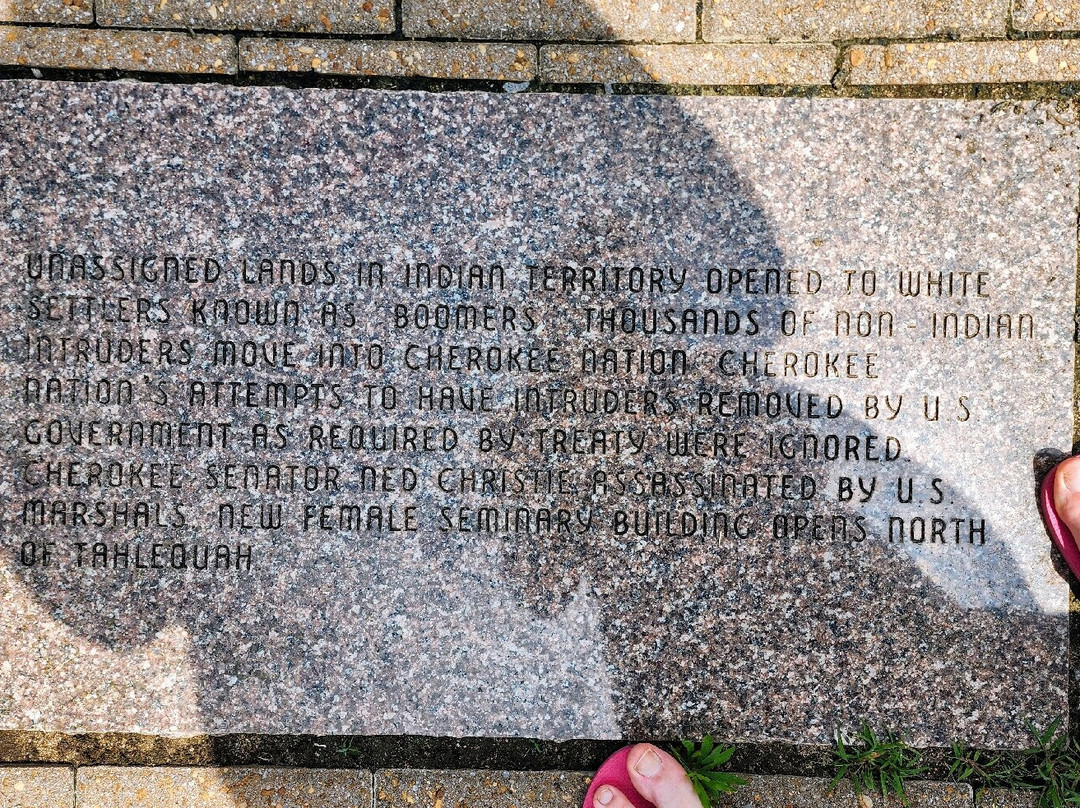 UNASSIGNED LANDS IN INDIAN TERRITORY OPENED TO WHITE
SETTLERS KNOWN AS "BOOMERS." THOUSANDS OF NON-INDIAN
INTRUDERS MOVE INTO CHEROKEE NATION. CHEROKEE
NATION'S ATTEMPTS TO HAVE INTRUDERS REMOVED BY U.S.
GOVERNMENT AS REQUIRED BY TREATY, WERE IGNORED.
CHEROKEE SENATOR NED CHRISTIE ASSASSINATED BY U.S.
MARSHALS. NEW FEMALE SEMINARY BUILDING OPENS NORTH
OF TAHLEQUAH.